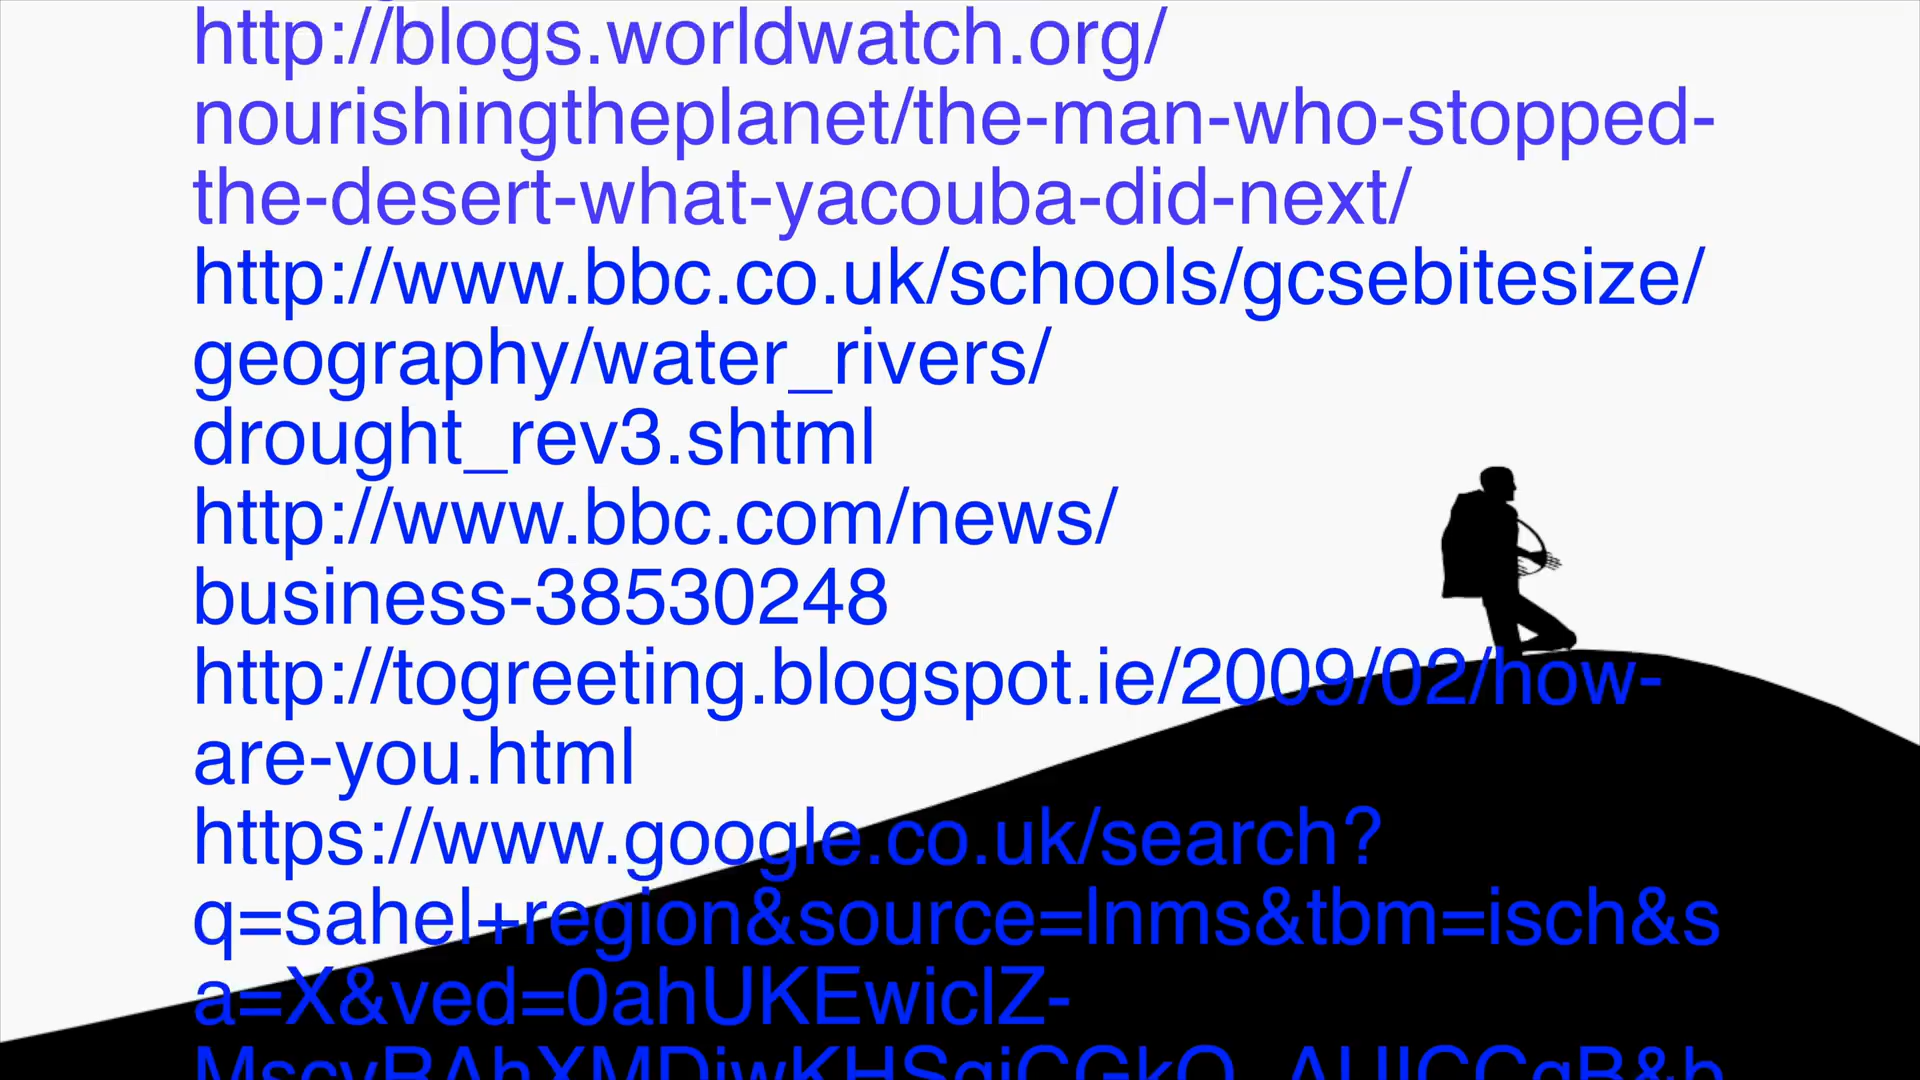 http://blogs.worldwatch.org/
nourishingtheplanet/the-man-who-stopped-
the-desert-what-yacouba-did-next/
http://www.bbc.co.uk/schools/gcsebitesize/
geography/water_rivers/
drought_rev3.shtml
http://www.bbc.com/news/
business-38530248
http://togreeting.blogspot.ie/2009/02/how-
are-you.html
https://www.google.co.uk/search?
q=sahel+region&source=lnms&tbm=isch&s
a=X&ved=0ahUKEwiclZ-